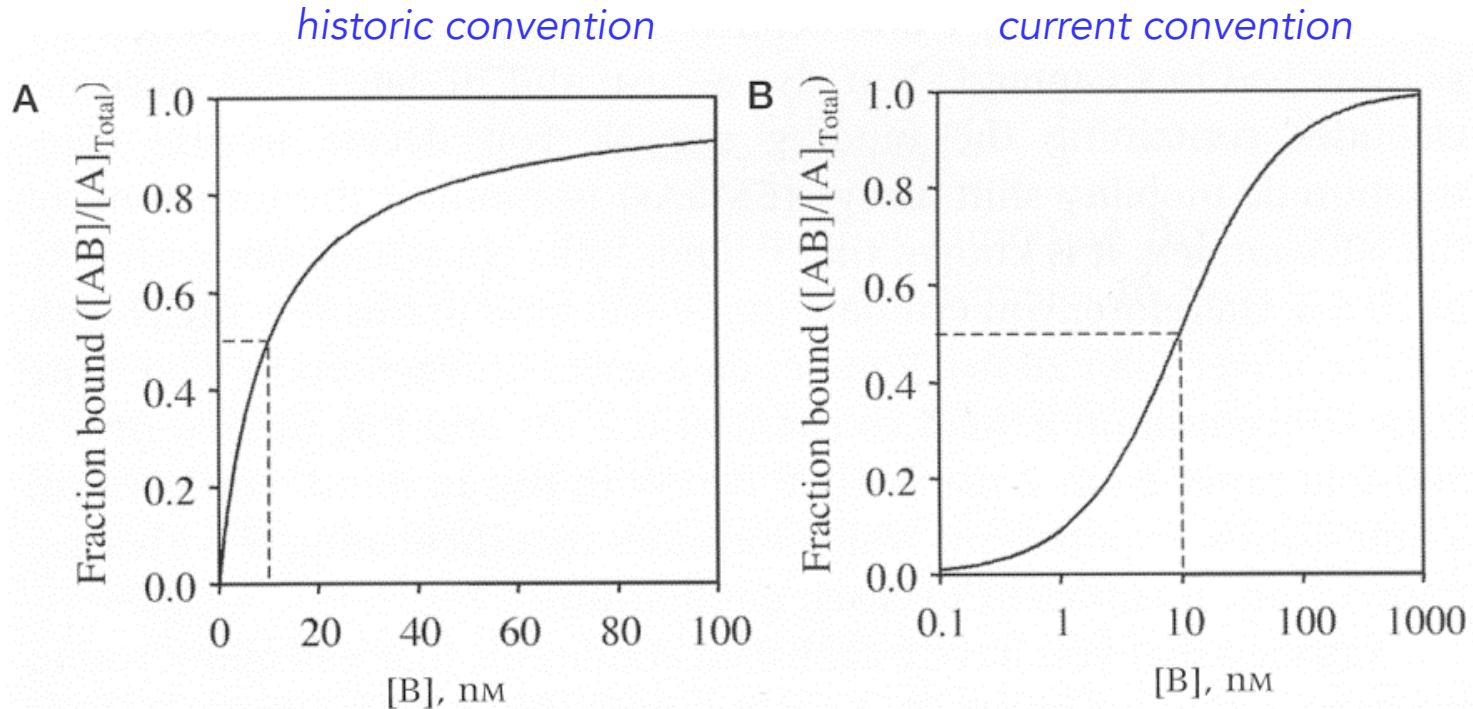 historic convention
current convention
A
Fraction bound ([AB]/[A]Total)
1.0
0.8
0.6
0.4
0.2
0.0
0 20 40 60 80 100
[B], nM
B
Fraction bound ([AB]/[A]Total)
1.0
0.8
0.6
0.4
0.2
0.0
0.1 1 10 100 1000
[B], nM